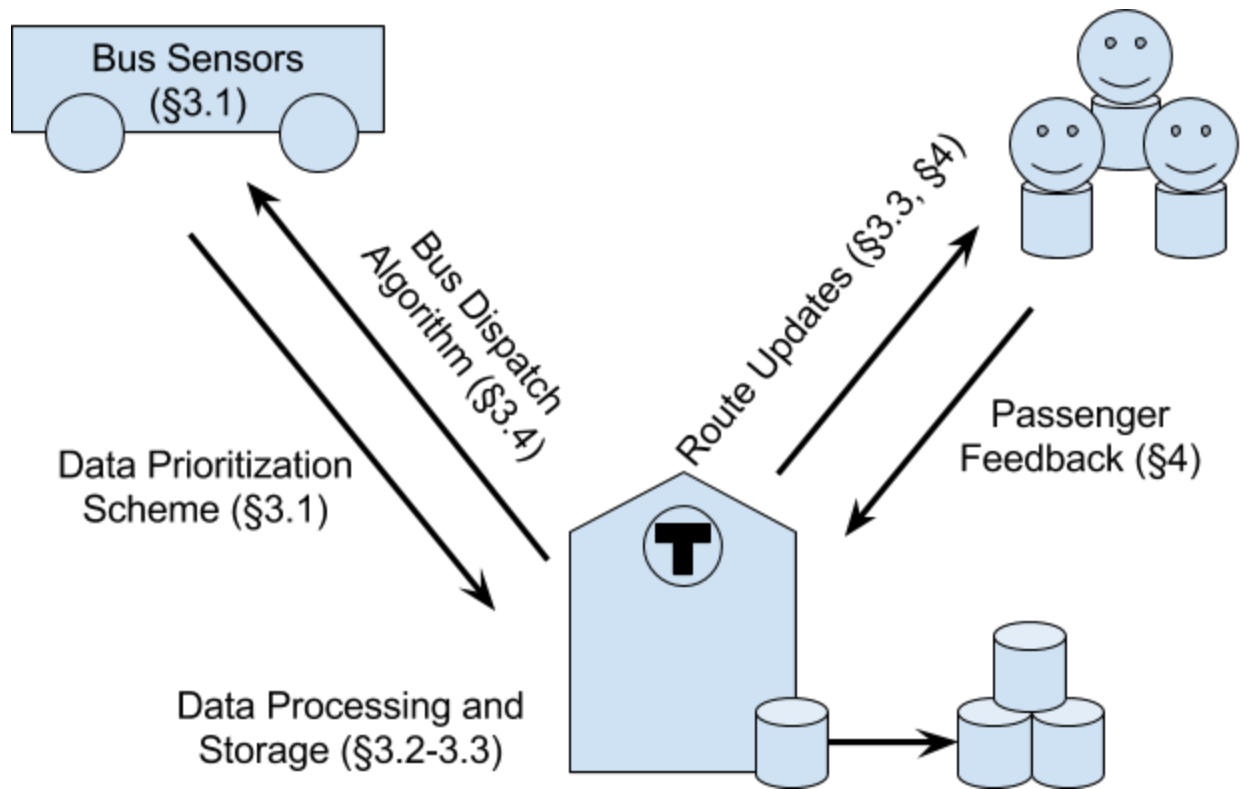 Bus Sensors
(§3.1)
Bus Dispatch
Algorithm (§3.4)
Route Updates (§3.3, §4)
Data Prioritization
Scheme (§3.1)
Passenger
Feedback (§4)
T
Data Processing and
Storage (§3.2-3.3)